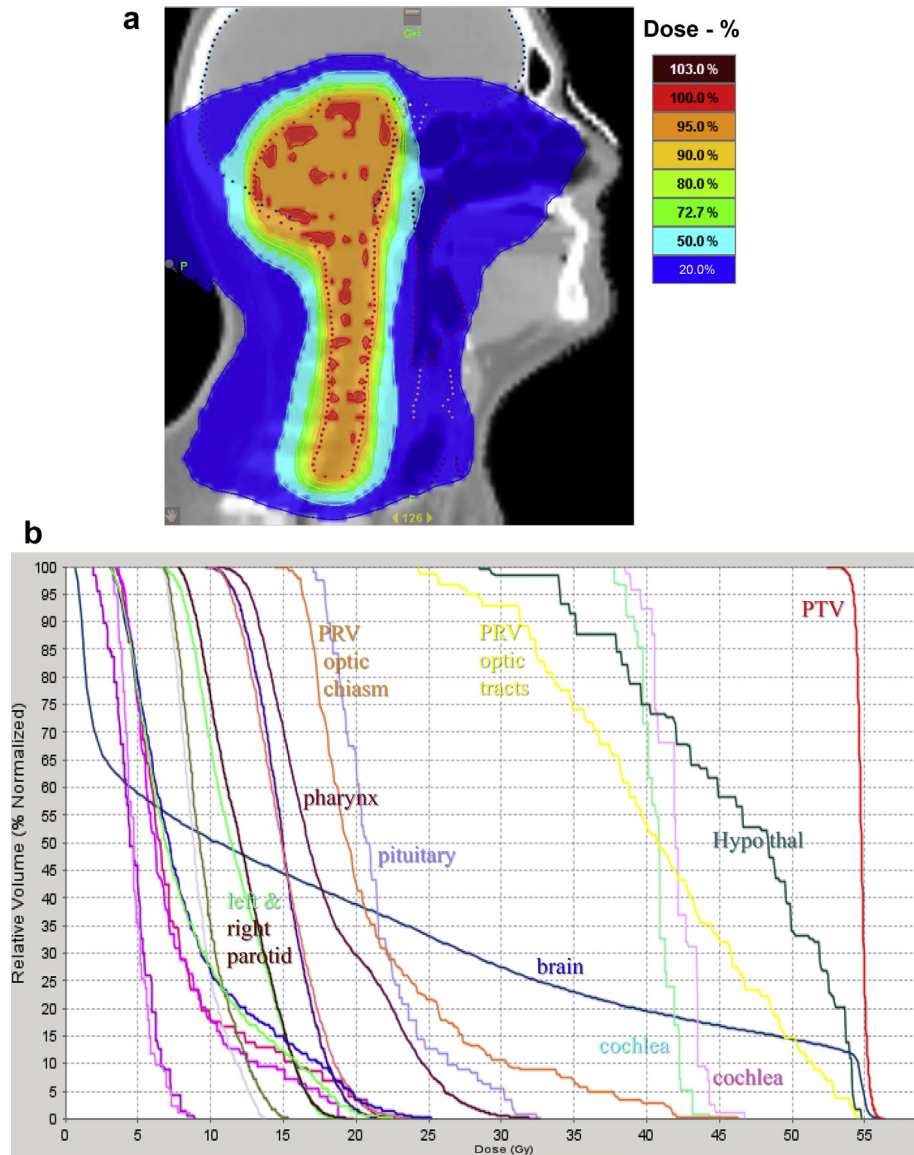 a
Dose - %
103.0 %
100.0 %
95.0 %
90.0 %
80.0 %
72.7 %
50.0 %
20.0%
P
F
126
b
100
95
90
85
80
75
70
65
60
55
50
45
40
35
30
25
20
15
10
5
0
Relative Volume (% Normalized)
PRV
optic
chiasm
PRV
optic
tracts
PTV
pharynx
pituitary
Hypo thal
left &
right
parotid
brain
cochlea
cochlea
0 5 10 15 20 25 30 35 40 45 50 55
Dose (Gy)